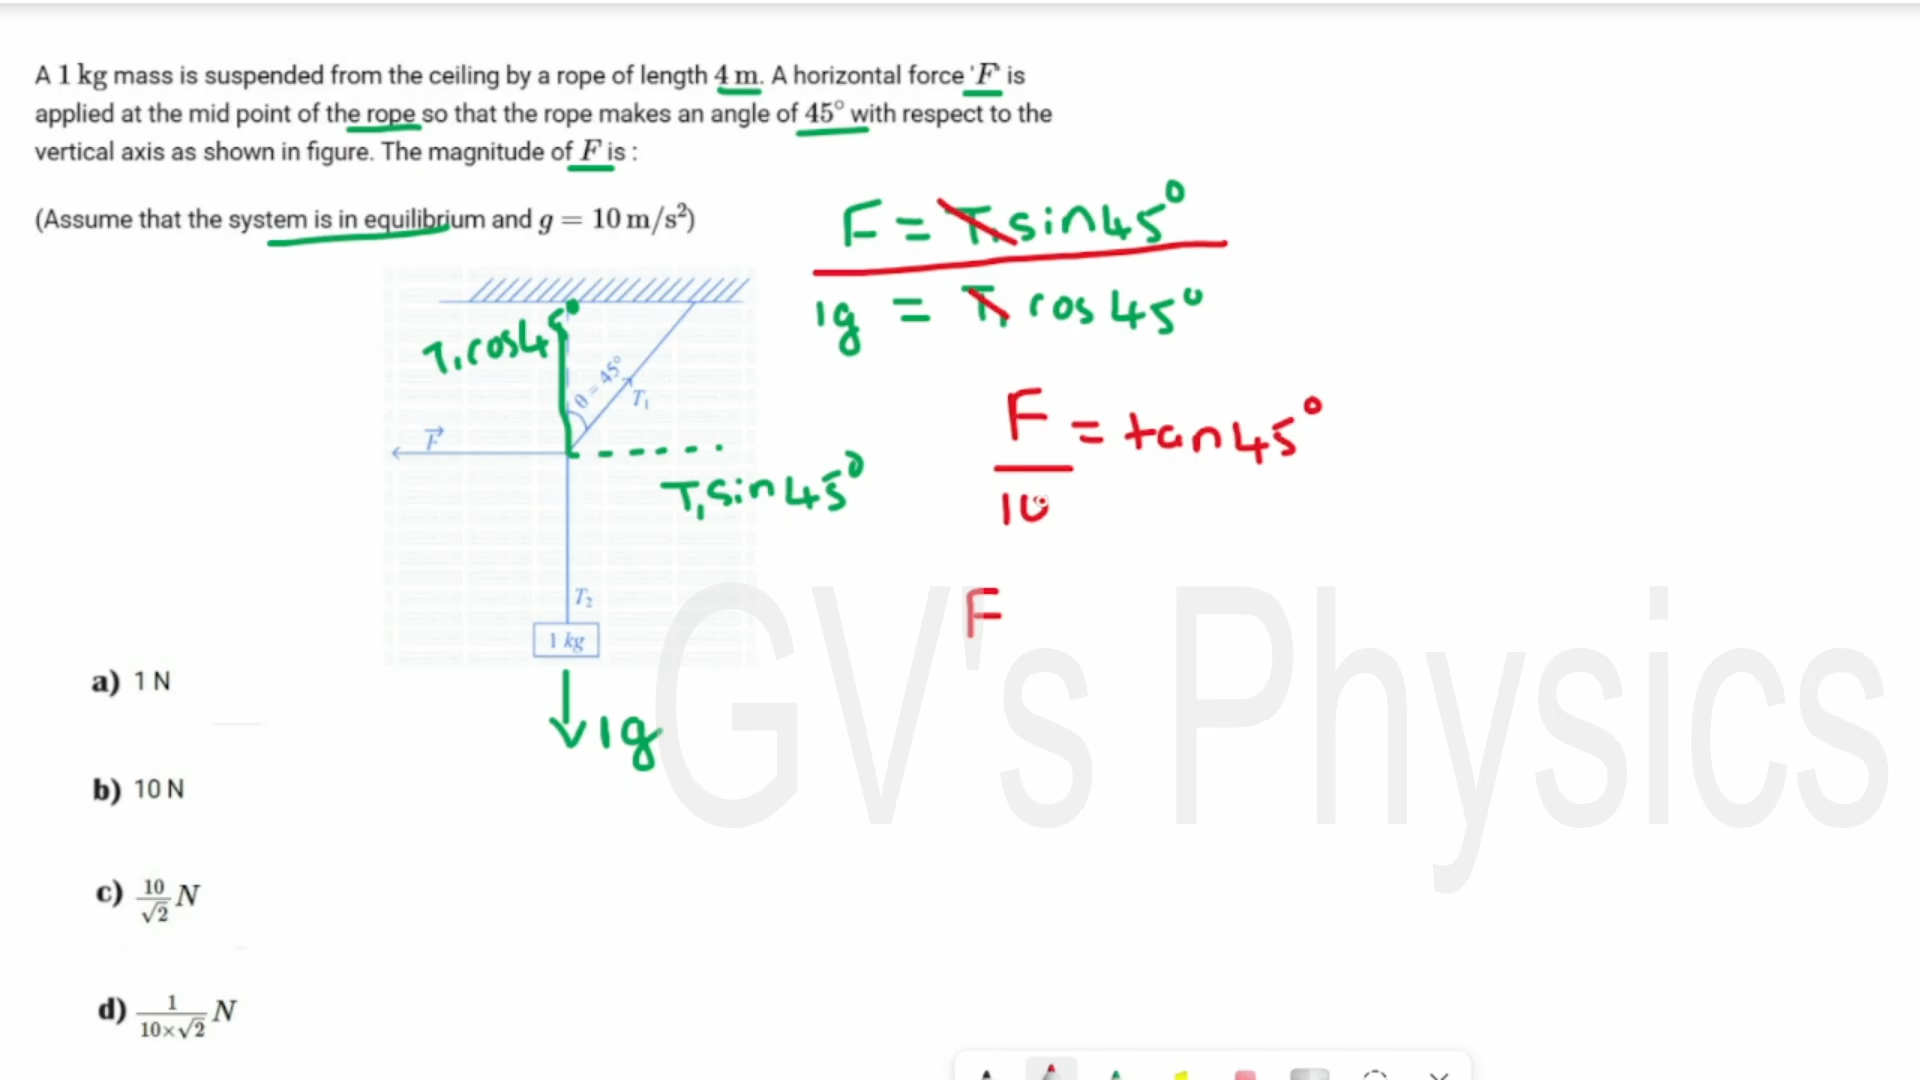 A 1 kg mass is suspended from the ceiling by a rope of length 4 m. A horizontal force 'F' is
applied at the mid point of the rope so that the rope makes an angle of 45° with respect to the
vertical axis as shown in figure. The magnitude of F is :
(Assume that the system is in equilibrium and g = 10 m/s²)
F = T₁sin45°
1g = T₁ cos45°
T₁cos45°
θ = 45°
T₁
F⃗
T₁sin45°
F/10 = tan45°
F
T₂
1 kg
1g
GV's Physics
a) 1 N
b) 10 N
c) 10/√2 N
d) 1/10×√2 N